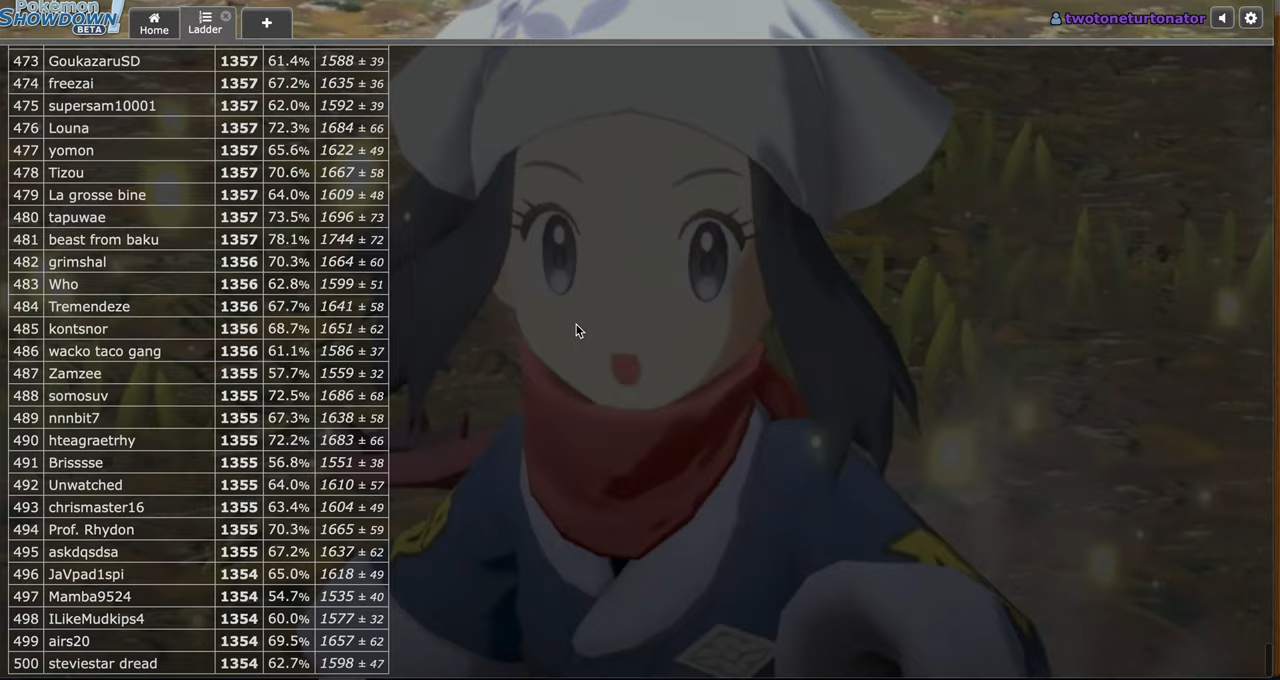 Pokémon
SHOWDOWN!
BETA
Home
Ladder
+
twotoneturtonator
473 GoukazaruSD 1357 61.4% 1588 ± 39
474 freezai 1357 67.2% 1635 ± 36
475 supersam10001 1357 62.0% 1592 ± 39
476 Louna 1357 72.3% 1684 ± 66
477 yomon 1357 65.6% 1622 ± 49
478 Tizou 1357 70.6% 1667 ± 58
479 La grosse bine 1357 64.0% 1609 ± 48
480 tapuwae 1357 73.5% 1696 ± 73
481 beast from baku 1357 78.1% 1744 ± 72
482 grimshal 1356 70.3% 1664 ± 60
483 Who 1356 62.8% 1599 ± 51
484 Tremendeze 1356 67.7% 1641 ± 58
485 kontsnor 1356 68.7% 1651 ± 62
486 wacko taco gang 1356 61.1% 1586 ± 37
487 Zamzee 1355 57.7% 1559 ± 32
488 somosuv 1355 72.5% 1686 ± 68
489 nnnbit7 1355 67.3% 1638 ± 58
490 hteagraetrhy 1355 72.2% 1683 ± 66
491 Brisssse 1355 56.8% 1551 ± 38
492 Unwatched 1355 64.0% 1610 ± 57
493 chrismaster16 1355 63.4% 1604 ± 49
494 Prof. Rhydon 1355 70.3% 1665 ± 59
495 askdqsdsa 1355 67.2% 1637 ± 62
496 JaVpad1spi 1354 65.0% 1618 ± 49
497 Mamba9524 1354 54.7% 1535 ± 40
498 ILikeMudkips4 1354 60.0% 1577 ± 32
499 airs20 1354 69.5% 1657 ± 62
500 steviestar dread 1354 62.7% 1598 ± 47